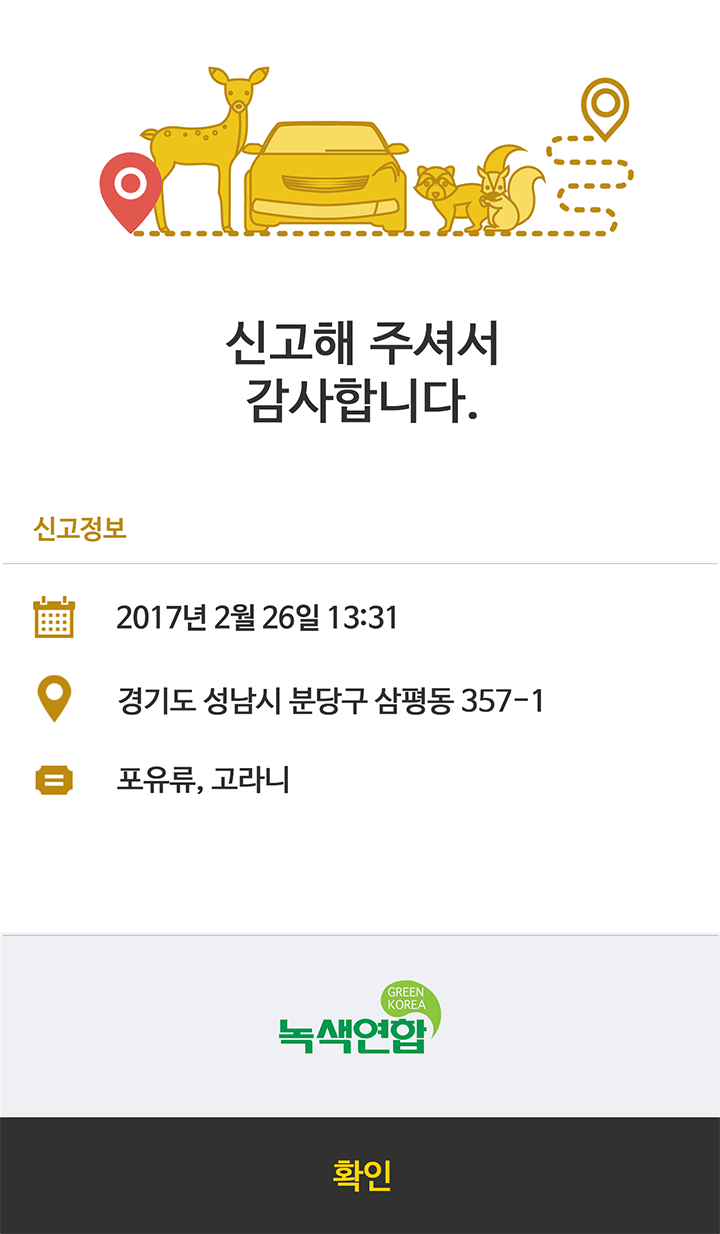 신고해 주셔서
감사합니다.
신고정보
2017년 2월 26일 13:31
경기도 성남시 분당구 삼평동 357-1
포유류, 고라니
GREEN
KOREA
녹색연합
확인